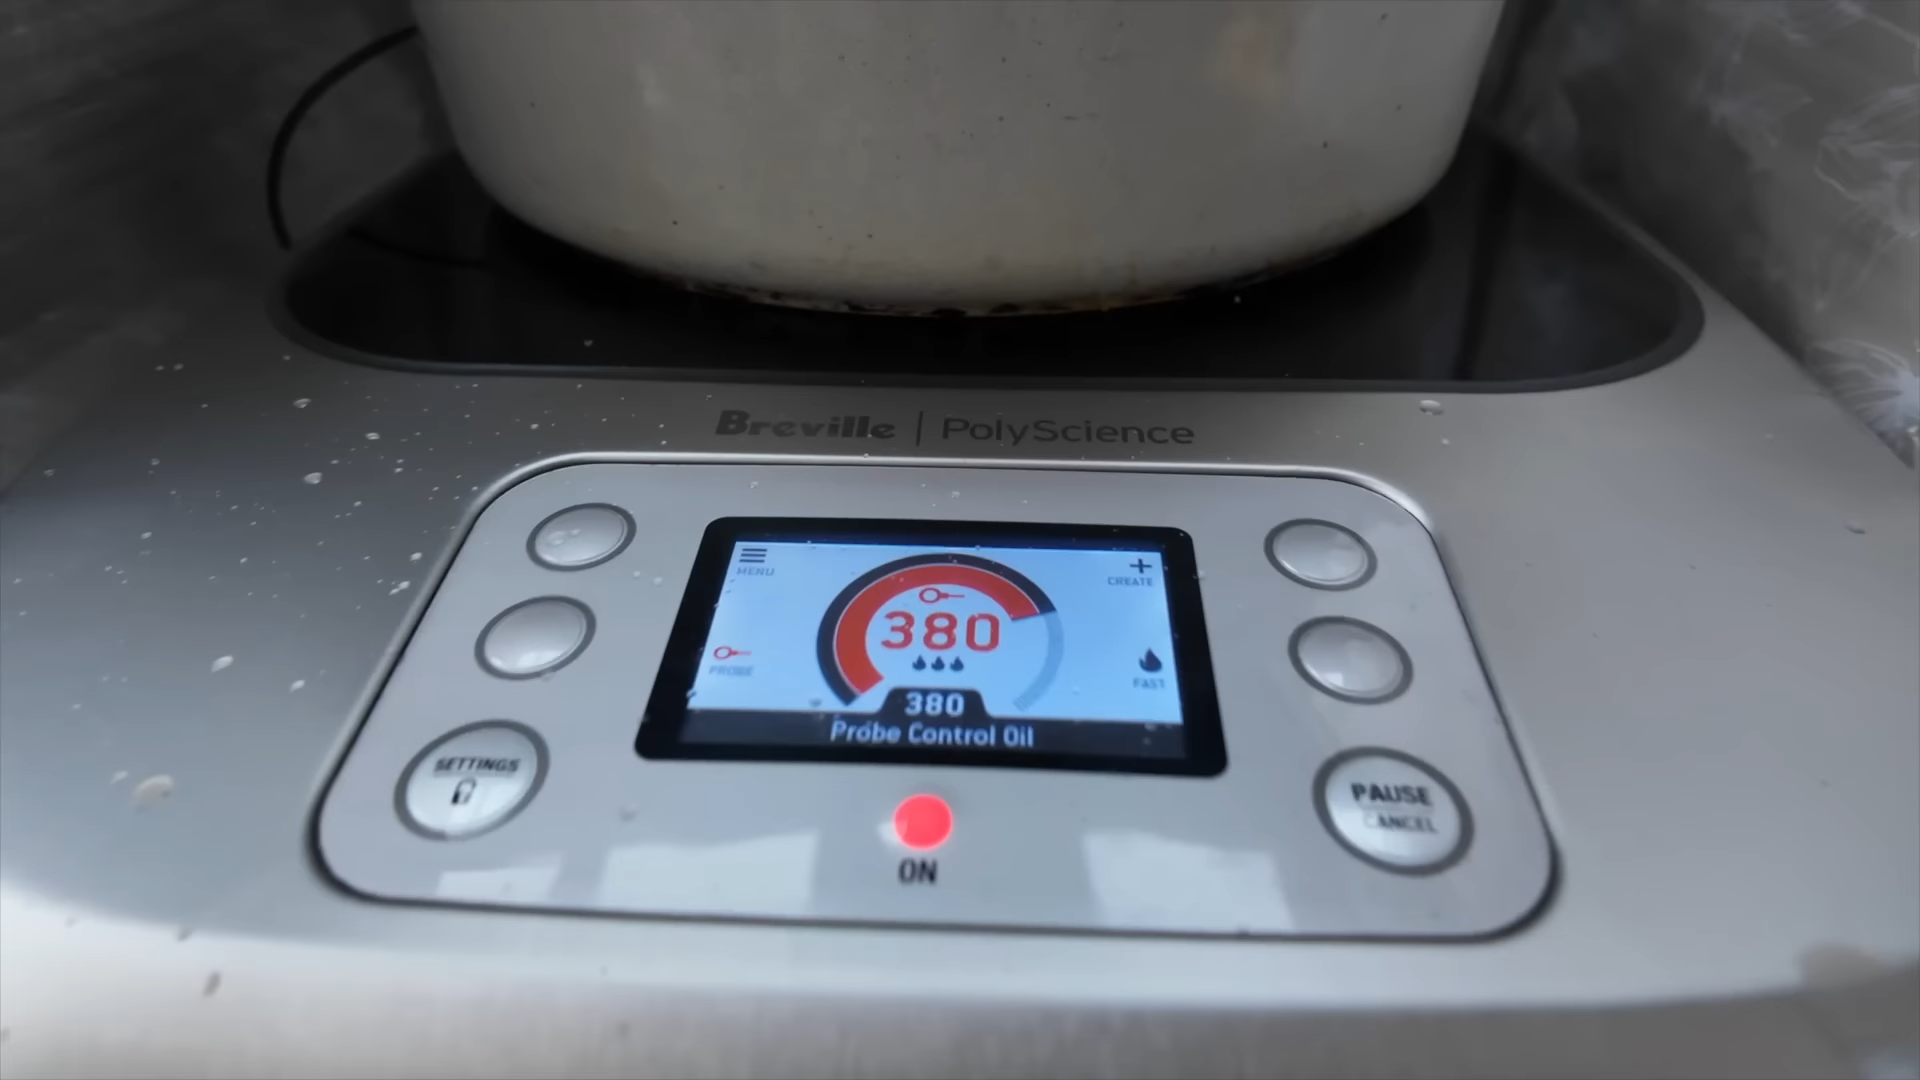 Breville | PolyScience
MENU
CREATE
380
PROBE
FAST
380
Probe Control Oil
SETTINGS
PAUSE
CANCEL
ON